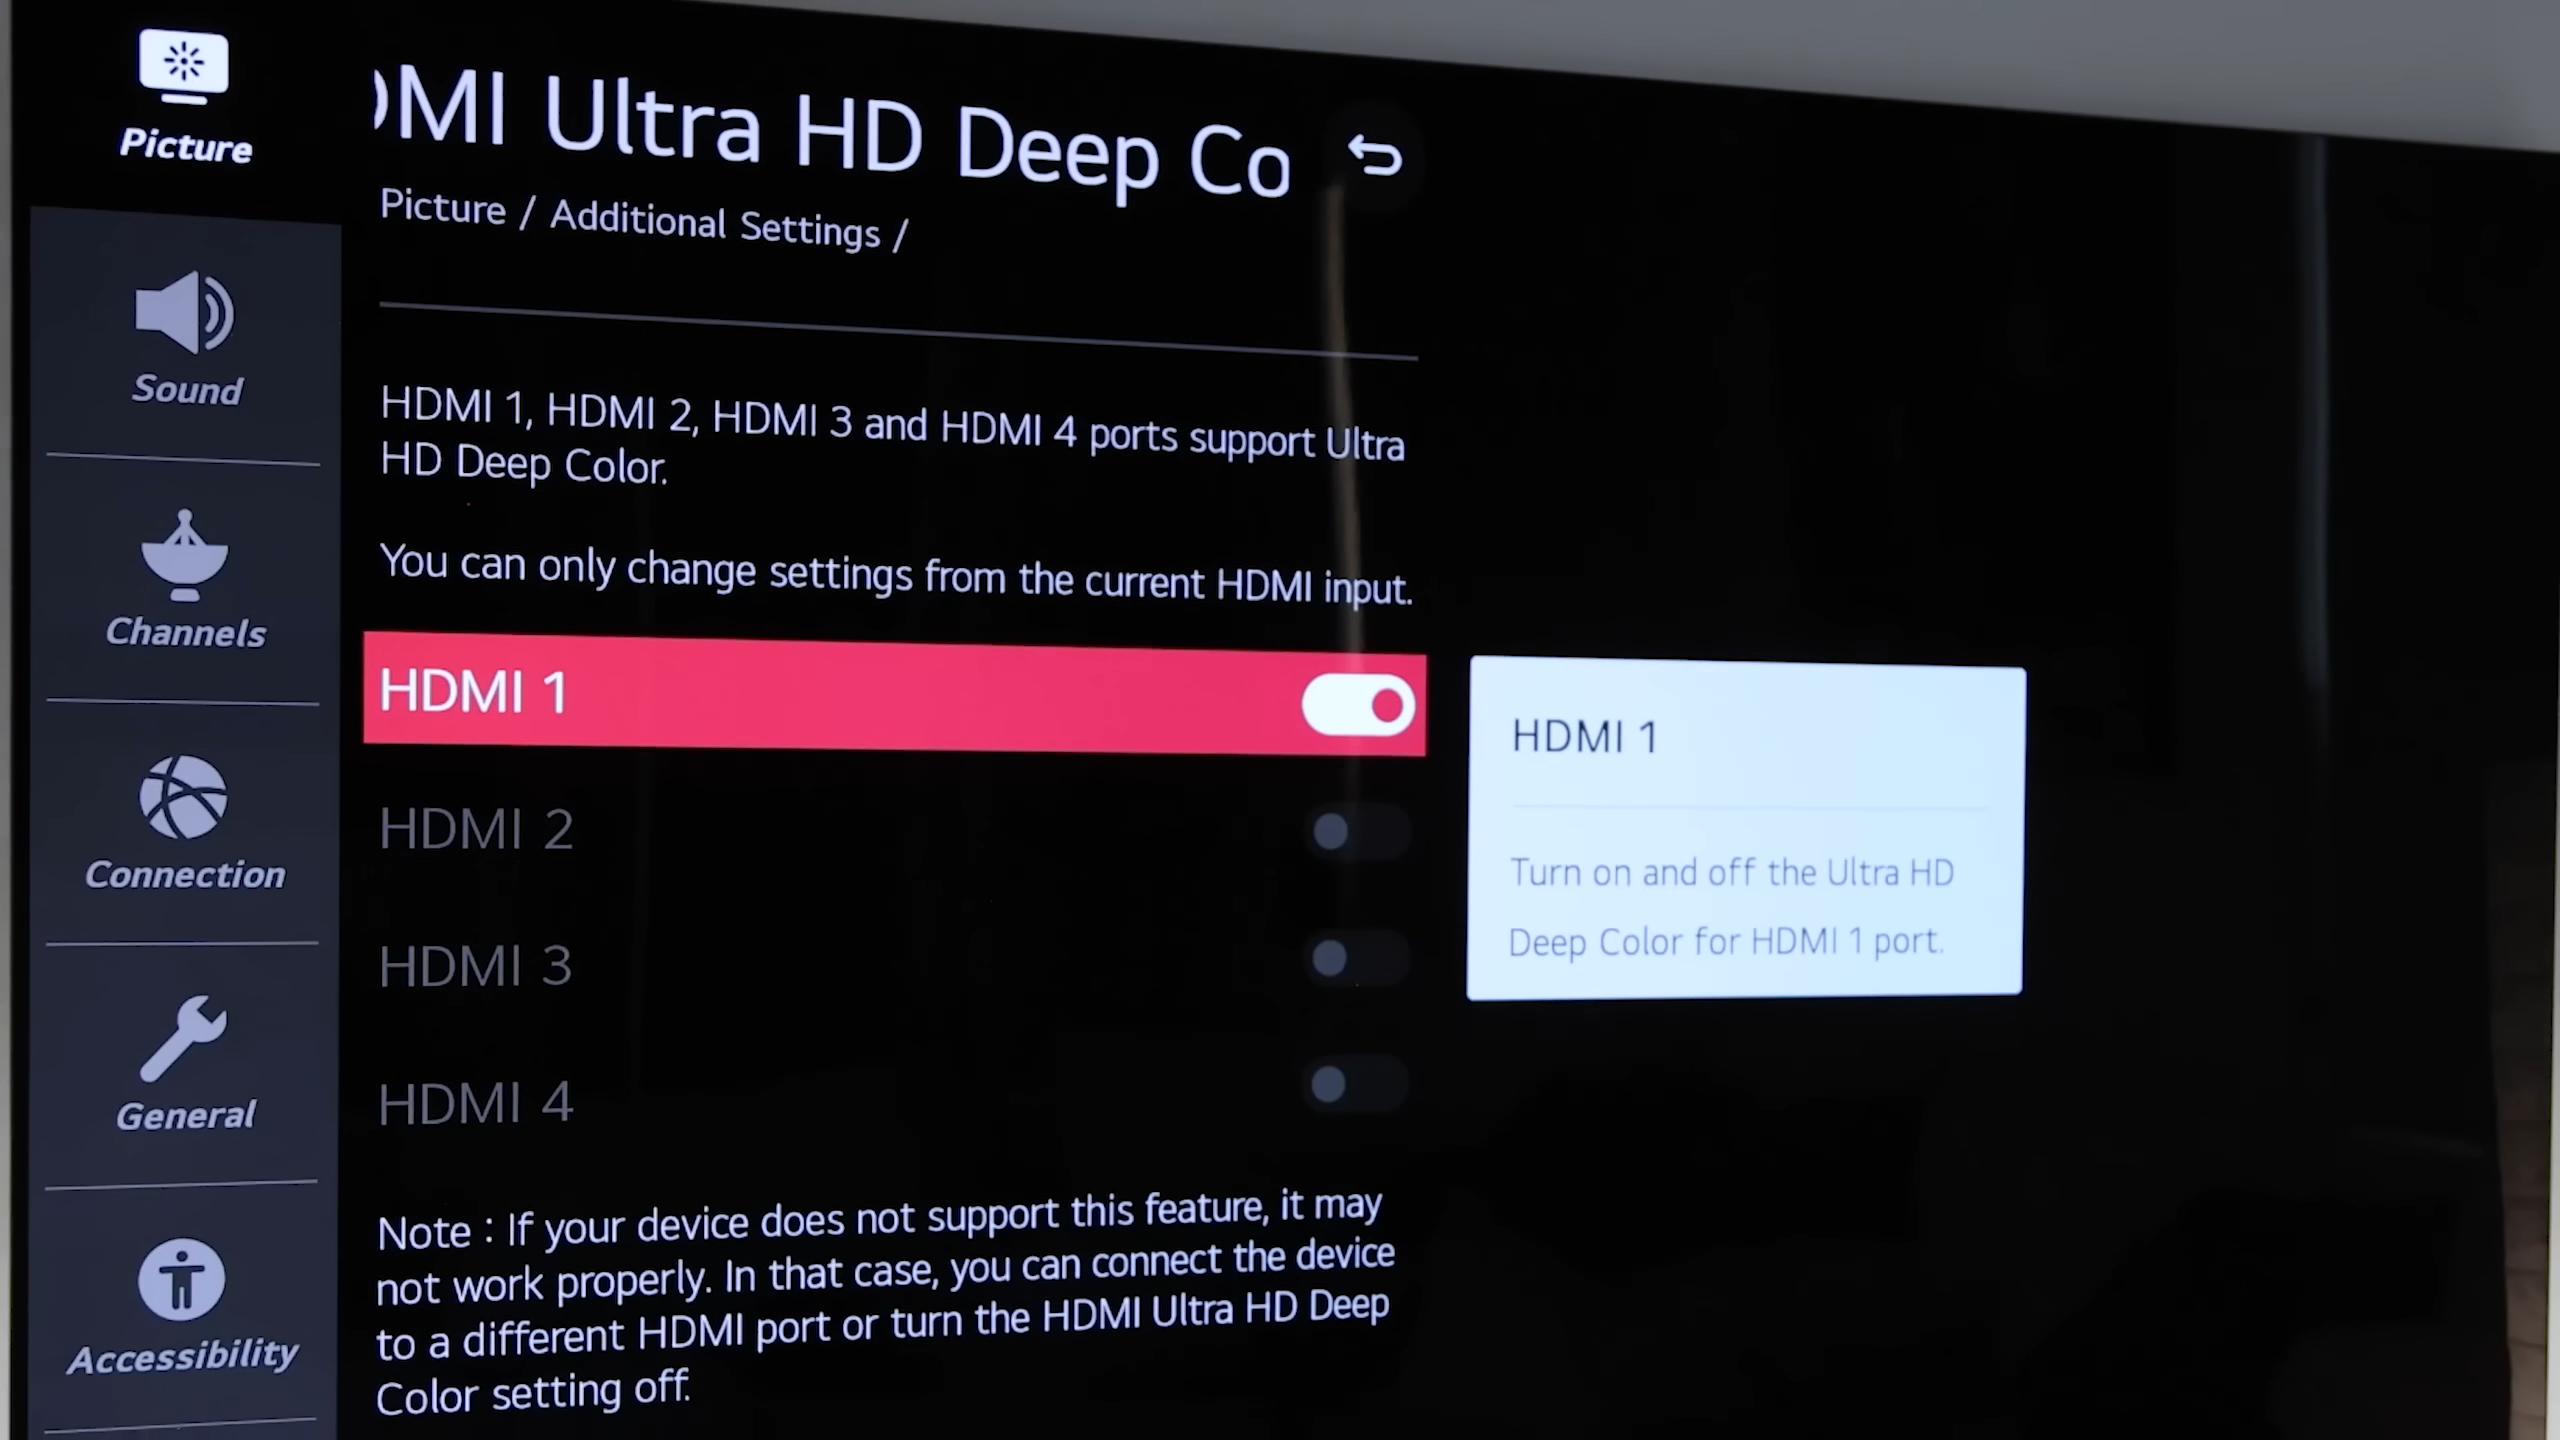 Picture
Sound
Channels
Connection
General
Accessibility
DMI Ultra HD Deep Co
Picture / Additional Settings /
HDMI 1, HDMI 2, HDMI 3 and HDMI 4 ports support Ultra
HD Deep Color.
You can only change settings from the current HDMI input.
HDMI 1
HDMI 2
HDMI 3
HDMI 4
Note : If your device does not support this feature, it may
not work properly. In that case, you can connect the device
to a different HDMI port or turn the HDMI Ultra HD Deep
Color setting off.
HDMI 1
Turn on and off the Ultra HD
Deep Color for HDMI 1 port.